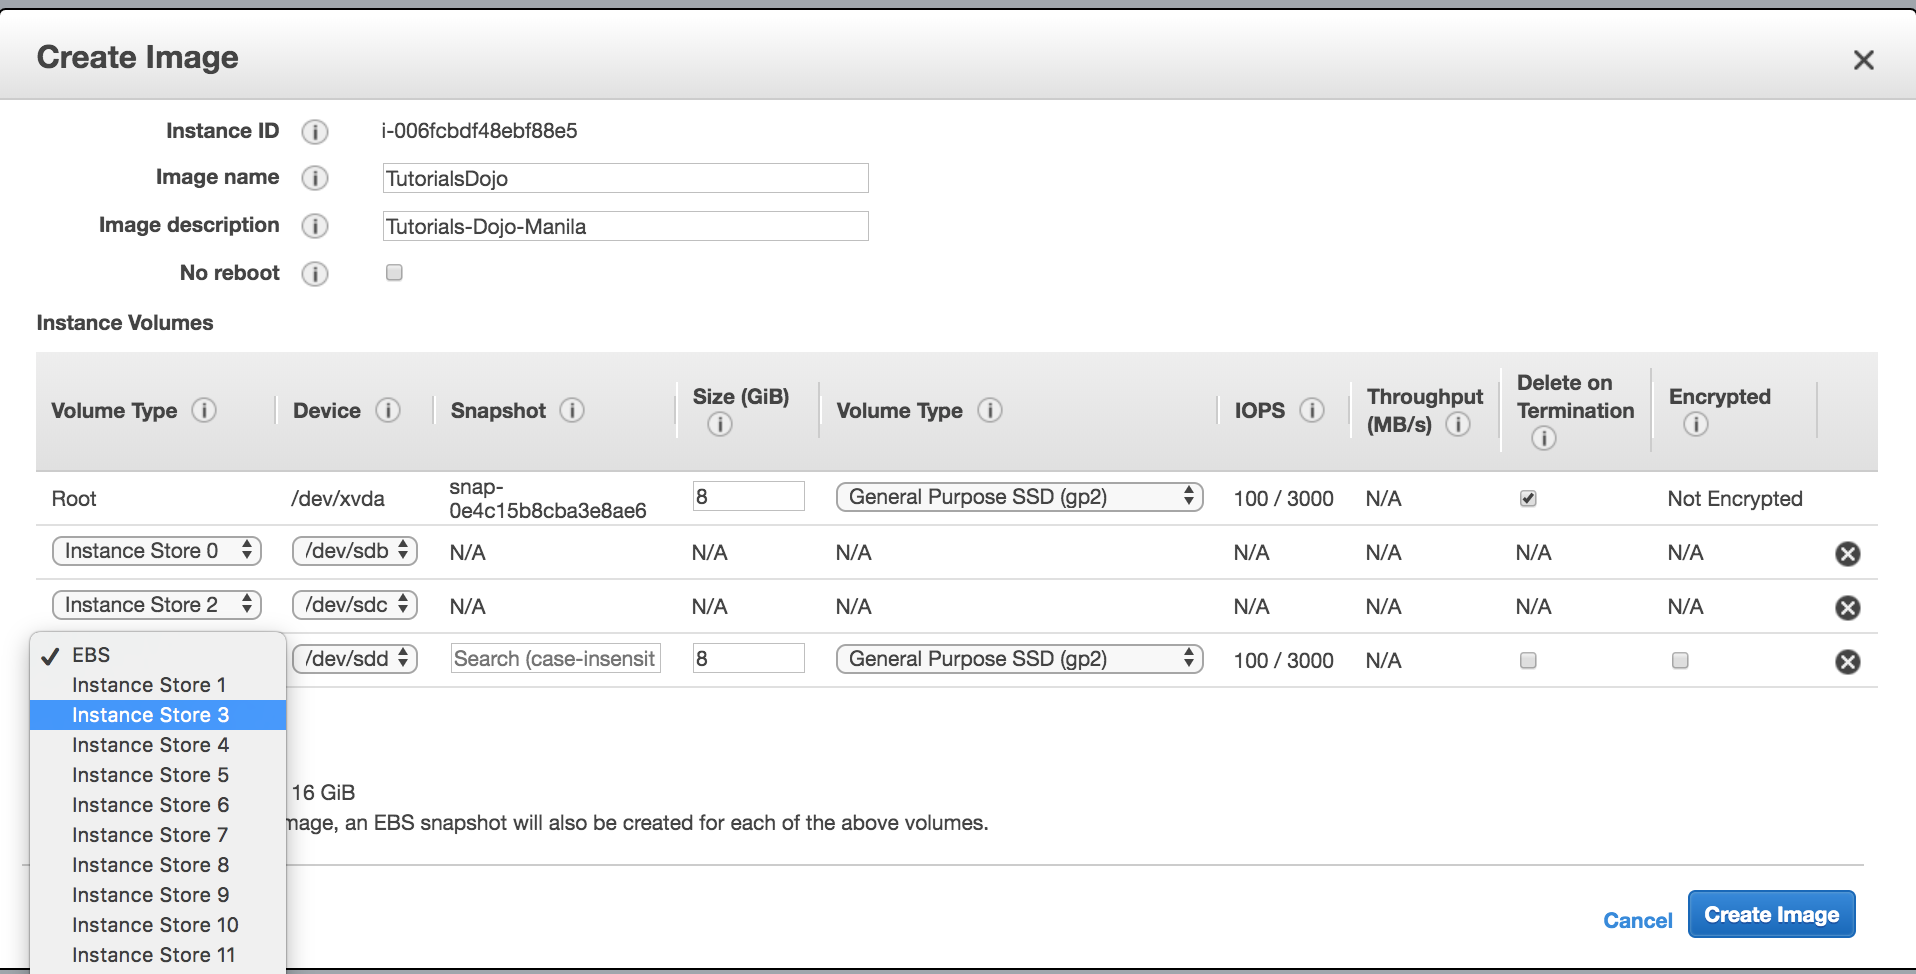 Create Image
Instance ID i-006fcbdf48ebf88e5
Image name TutorialsDojo
Image description Tutorials-Dojo-Manila
No reboot
Instance Volumes
Volume Type Device Snapshot Size (GiB) Volume Type IOPS Throughput (MB/s) Delete on Termination Encrypted
Root /dev/xvda snap-0e4c15b8cba3e8ae6 8 General Purpose SSD (gp2) 100 / 3000 N/A Not Encrypted
Instance Store 0 /dev/sdb N/A N/A N/A N/A N/A N/A N/A
Instance Store 2 /dev/sdc N/A N/A N/A N/A N/A N/A N/A
EBS /dev/sdd Search (case-insensit 8 General Purpose SSD (gp2) 100 / 3000 N/A
Instance Store 1
Instance Store 3
Instance Store 4
Instance Store 5
Instance Store 6
Instance Store 7
Instance Store 8
Instance Store 9
Instance Store 10
Instance Store 11
16 GiB
mage, an EBS snapshot will also be created for each of the above volumes.
Cancel Create Image